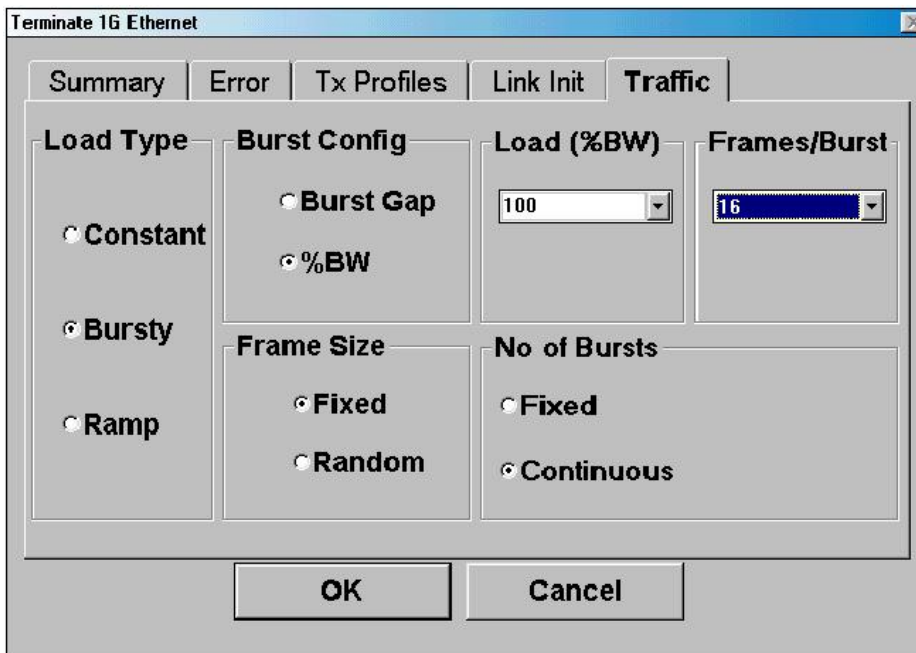 Terminate 1G Ethernet
Summary Error Tx Profiles Link Init Traffic
Load Type
Constant
Bursty
Ramp
Burst Config
Burst Gap
%BW
Load (%BW)
100
Frames/Burst
16
Frame Size
Fixed
Random
No of Bursts
Fixed
Continuous
OK Cancel